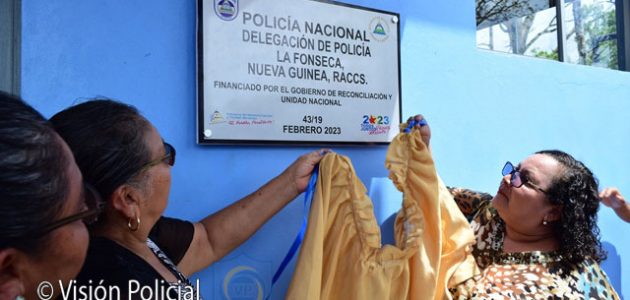 POLICÍA NACIONAL
DELEGACIÓN DE POLICÍA
LA FONSECA,
NUEVA GUINEA, RACCS.
FINANCIADO POR EL GOBIERNO DE RECONCILIACIÓN Y
UNIDAD NACIONAL
43/19
FEBRERO 2023
2023
© Visión Policial